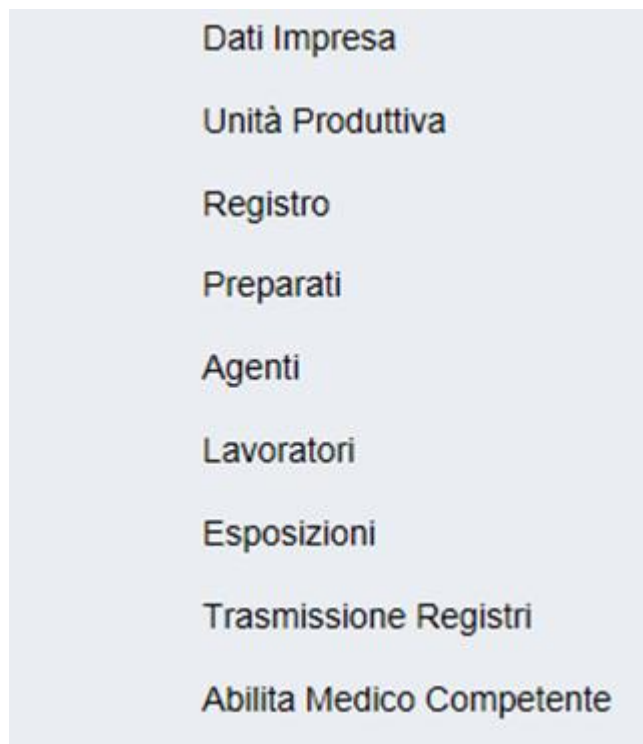 Dati Impresa
Unità Produttiva
Registro
Preparati
Agenti
Lavoratori
Esposizioni
Trasmissione Registri
Abilita Medico Competente